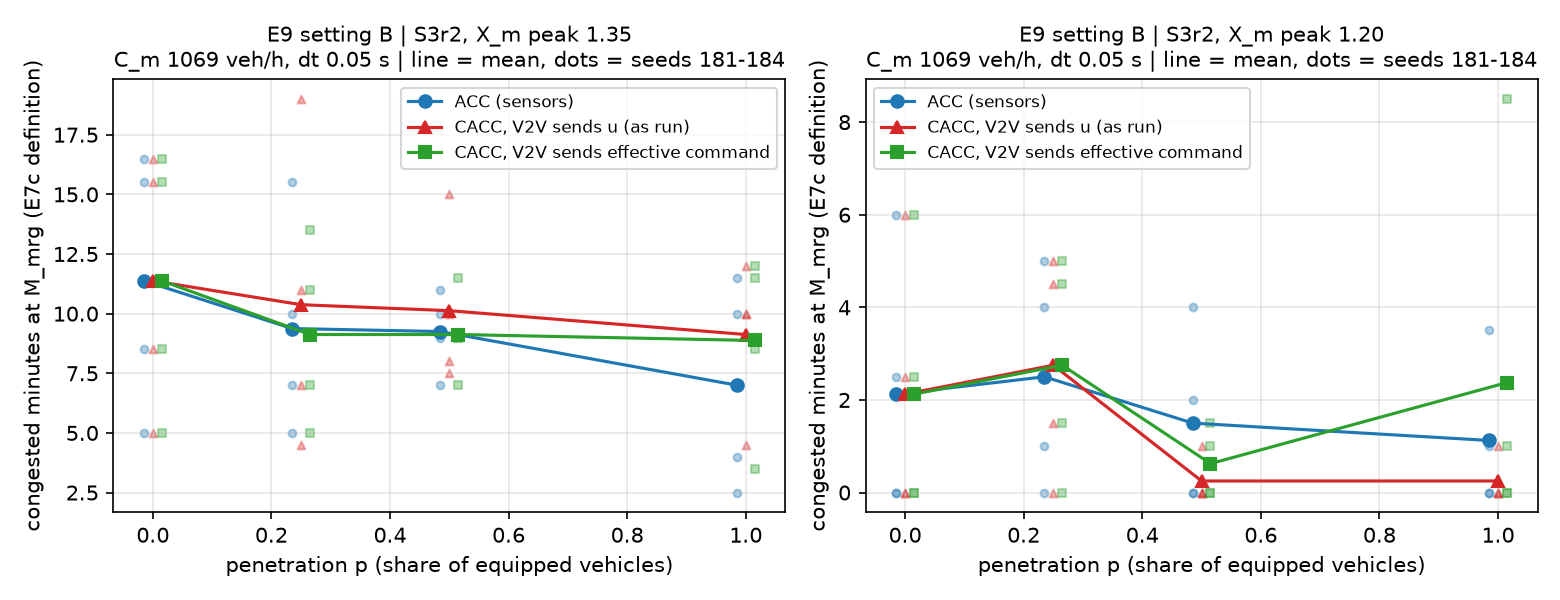 E9 setting B | S3r2, X_m peak 1.35
C_m 1069 veh/h, dt 0.05 s | line = mean, dots = seeds 181-184
congested minutes at M_mrg (E7c definition)
17.5
15.0
12.5
10.0
7.5
5.0
2.5
ACC (sensors)
CACC, V2V sends u (as run)
CACC, V2V sends effective command
0.0
0.2
0.4
0.6
0.8
1.0
penetration p (share of equipped vehicles)
E9 setting B | S3r2, X_m peak 1.20
C_m 1069 veh/h, dt 0.05 s | line = mean, dots = seeds 181-184
congested minutes at M_mrg (E7c definition)
8
6
4
2
0
ACC (sensors)
CACC, V2V sends u (as run)
CACC, V2V sends effective command
0.0
0.2
0.4
0.6
0.8
1.0
penetration p (share of equipped vehicles)